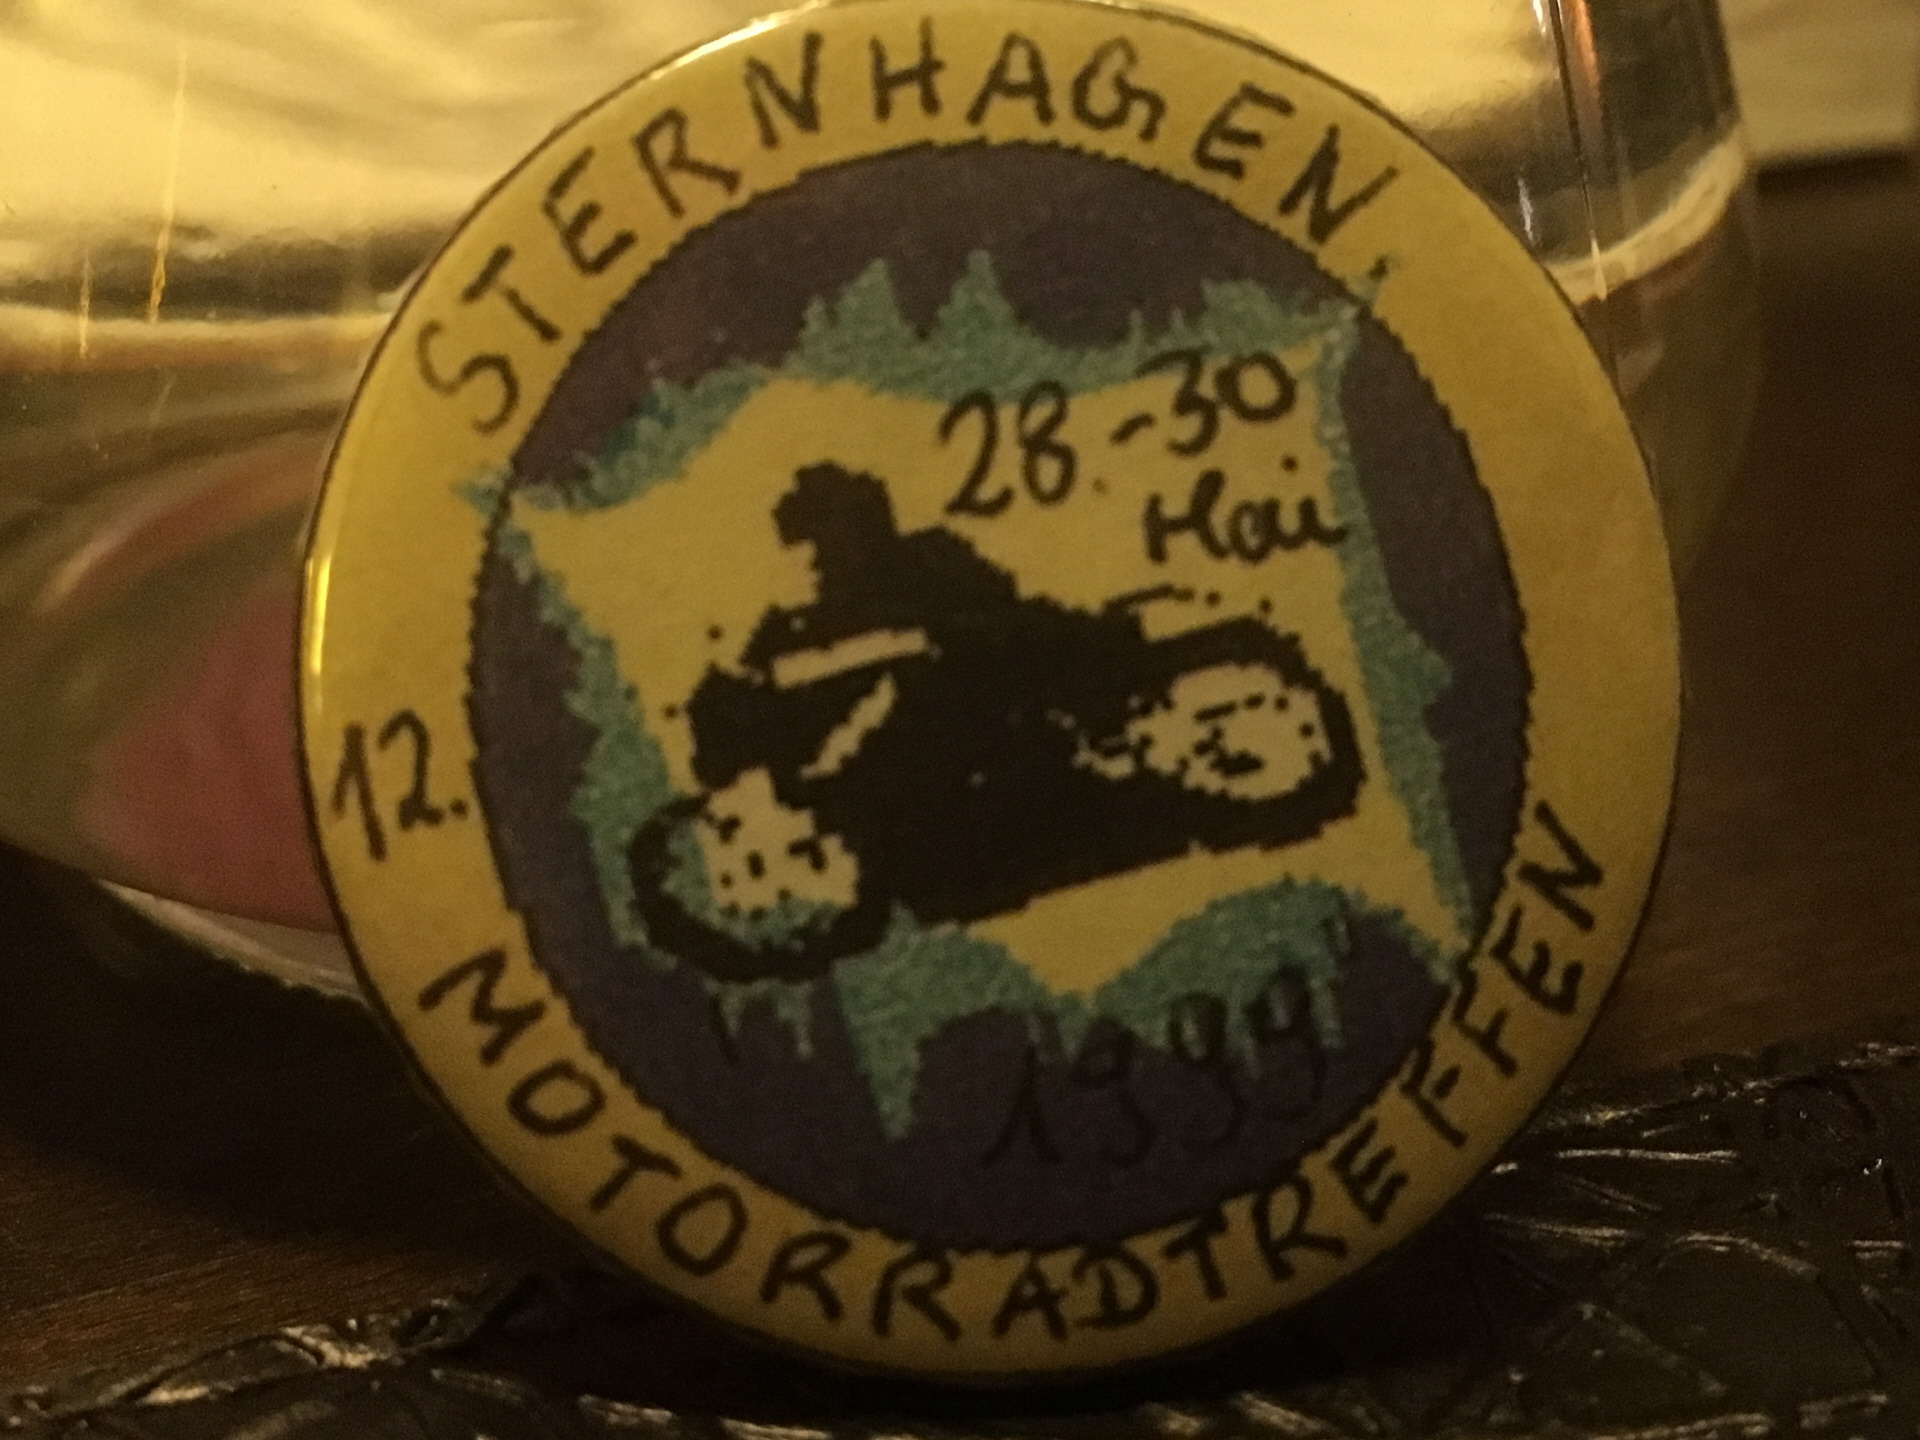 STERNHAGEN,
28.-30
Mai
12.
1999
MOTORRADTREFFEN